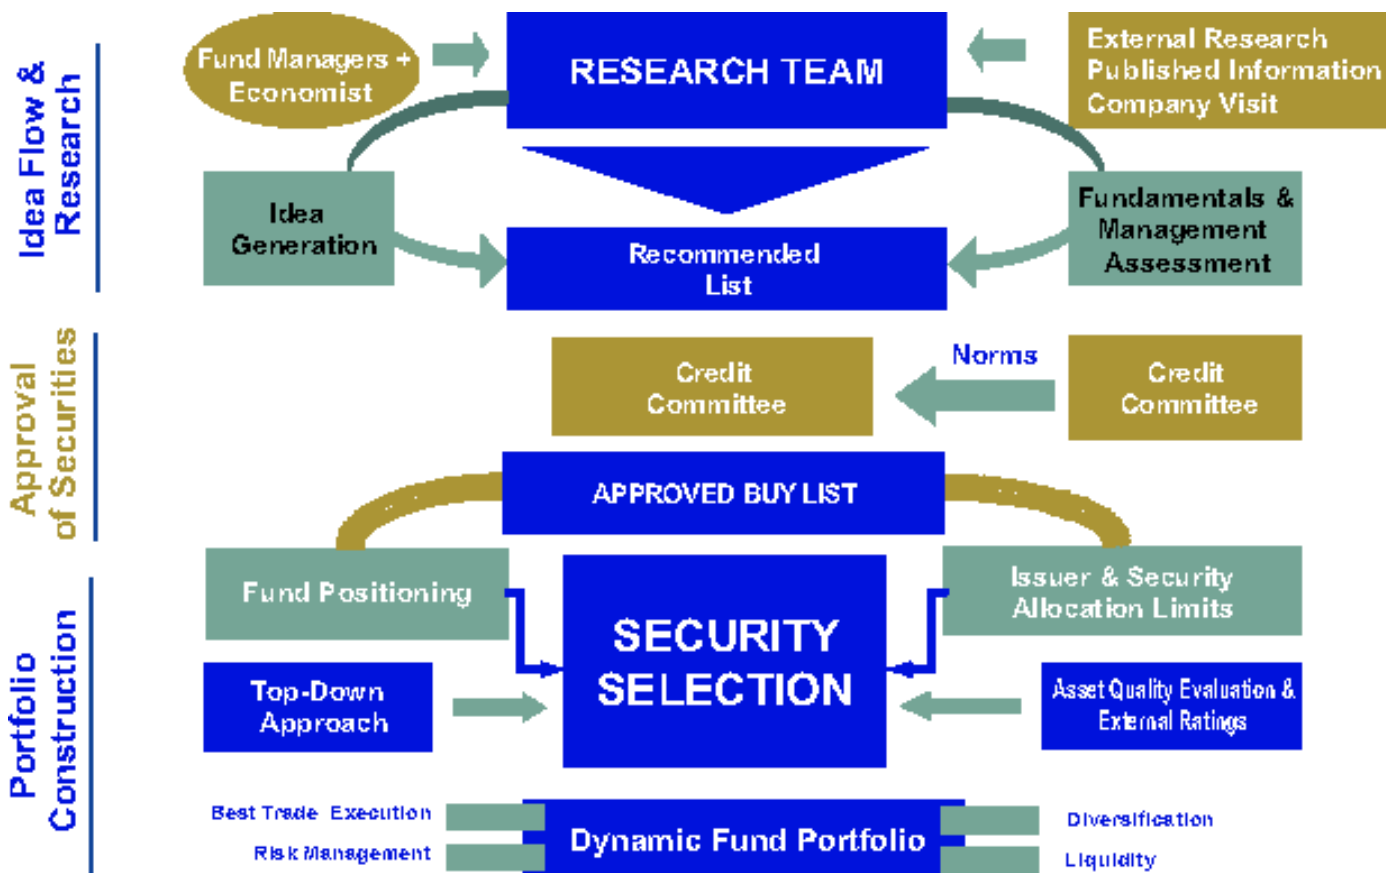 Idea Flow &
Research
Fund Managers +
Economist
RESEARCH TEAM
External Research
Published Information
Company Visit
Idea
Generation
Recommended
List
Fundamentals &
Management
Assessment
Approval
of Securities
Credit
Committee
Norms
Credit
Committee
APPROVED BUY LIST
Portfolio
Construction
Fund Positioning
SECURITY
SELECTION
Issuer & Security
Allocation Limits
Top-Down
Approach
Asset Quality Evaluation &
External Ratings
Best Trade Execution
Risk Management
Dynamic Fund Portfolio
Diversification
Liquidity